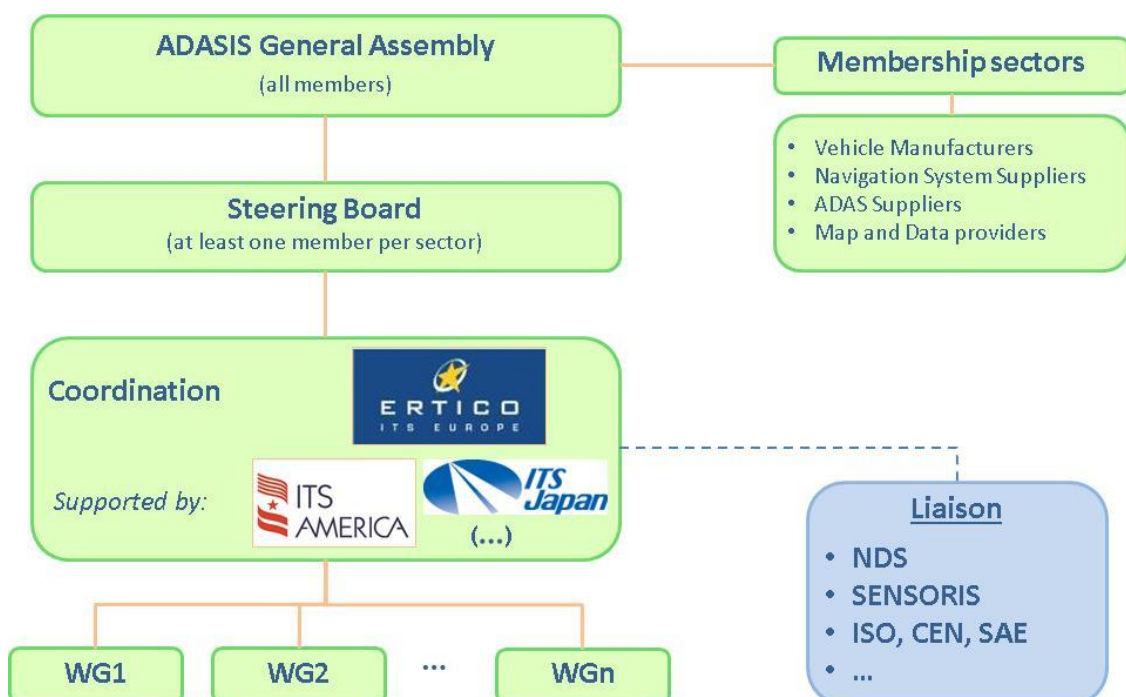 ADASIS General Assembly
(all members)
Membership sectors
• Vehicle Manufacturers
• Navigation System Suppliers
• ADAS Suppliers
• Map and Data providers
Steering Board
(at least one member per sector)
Coordination
ERTICO
ITS EUROPE
Supported by:
ITS
AMERICA
ITS
Japan
(...)
Liaison
• NDS
• SENSORIS
• ISO, CEN, SAE
• ...
WG1
WG2
...
WGn